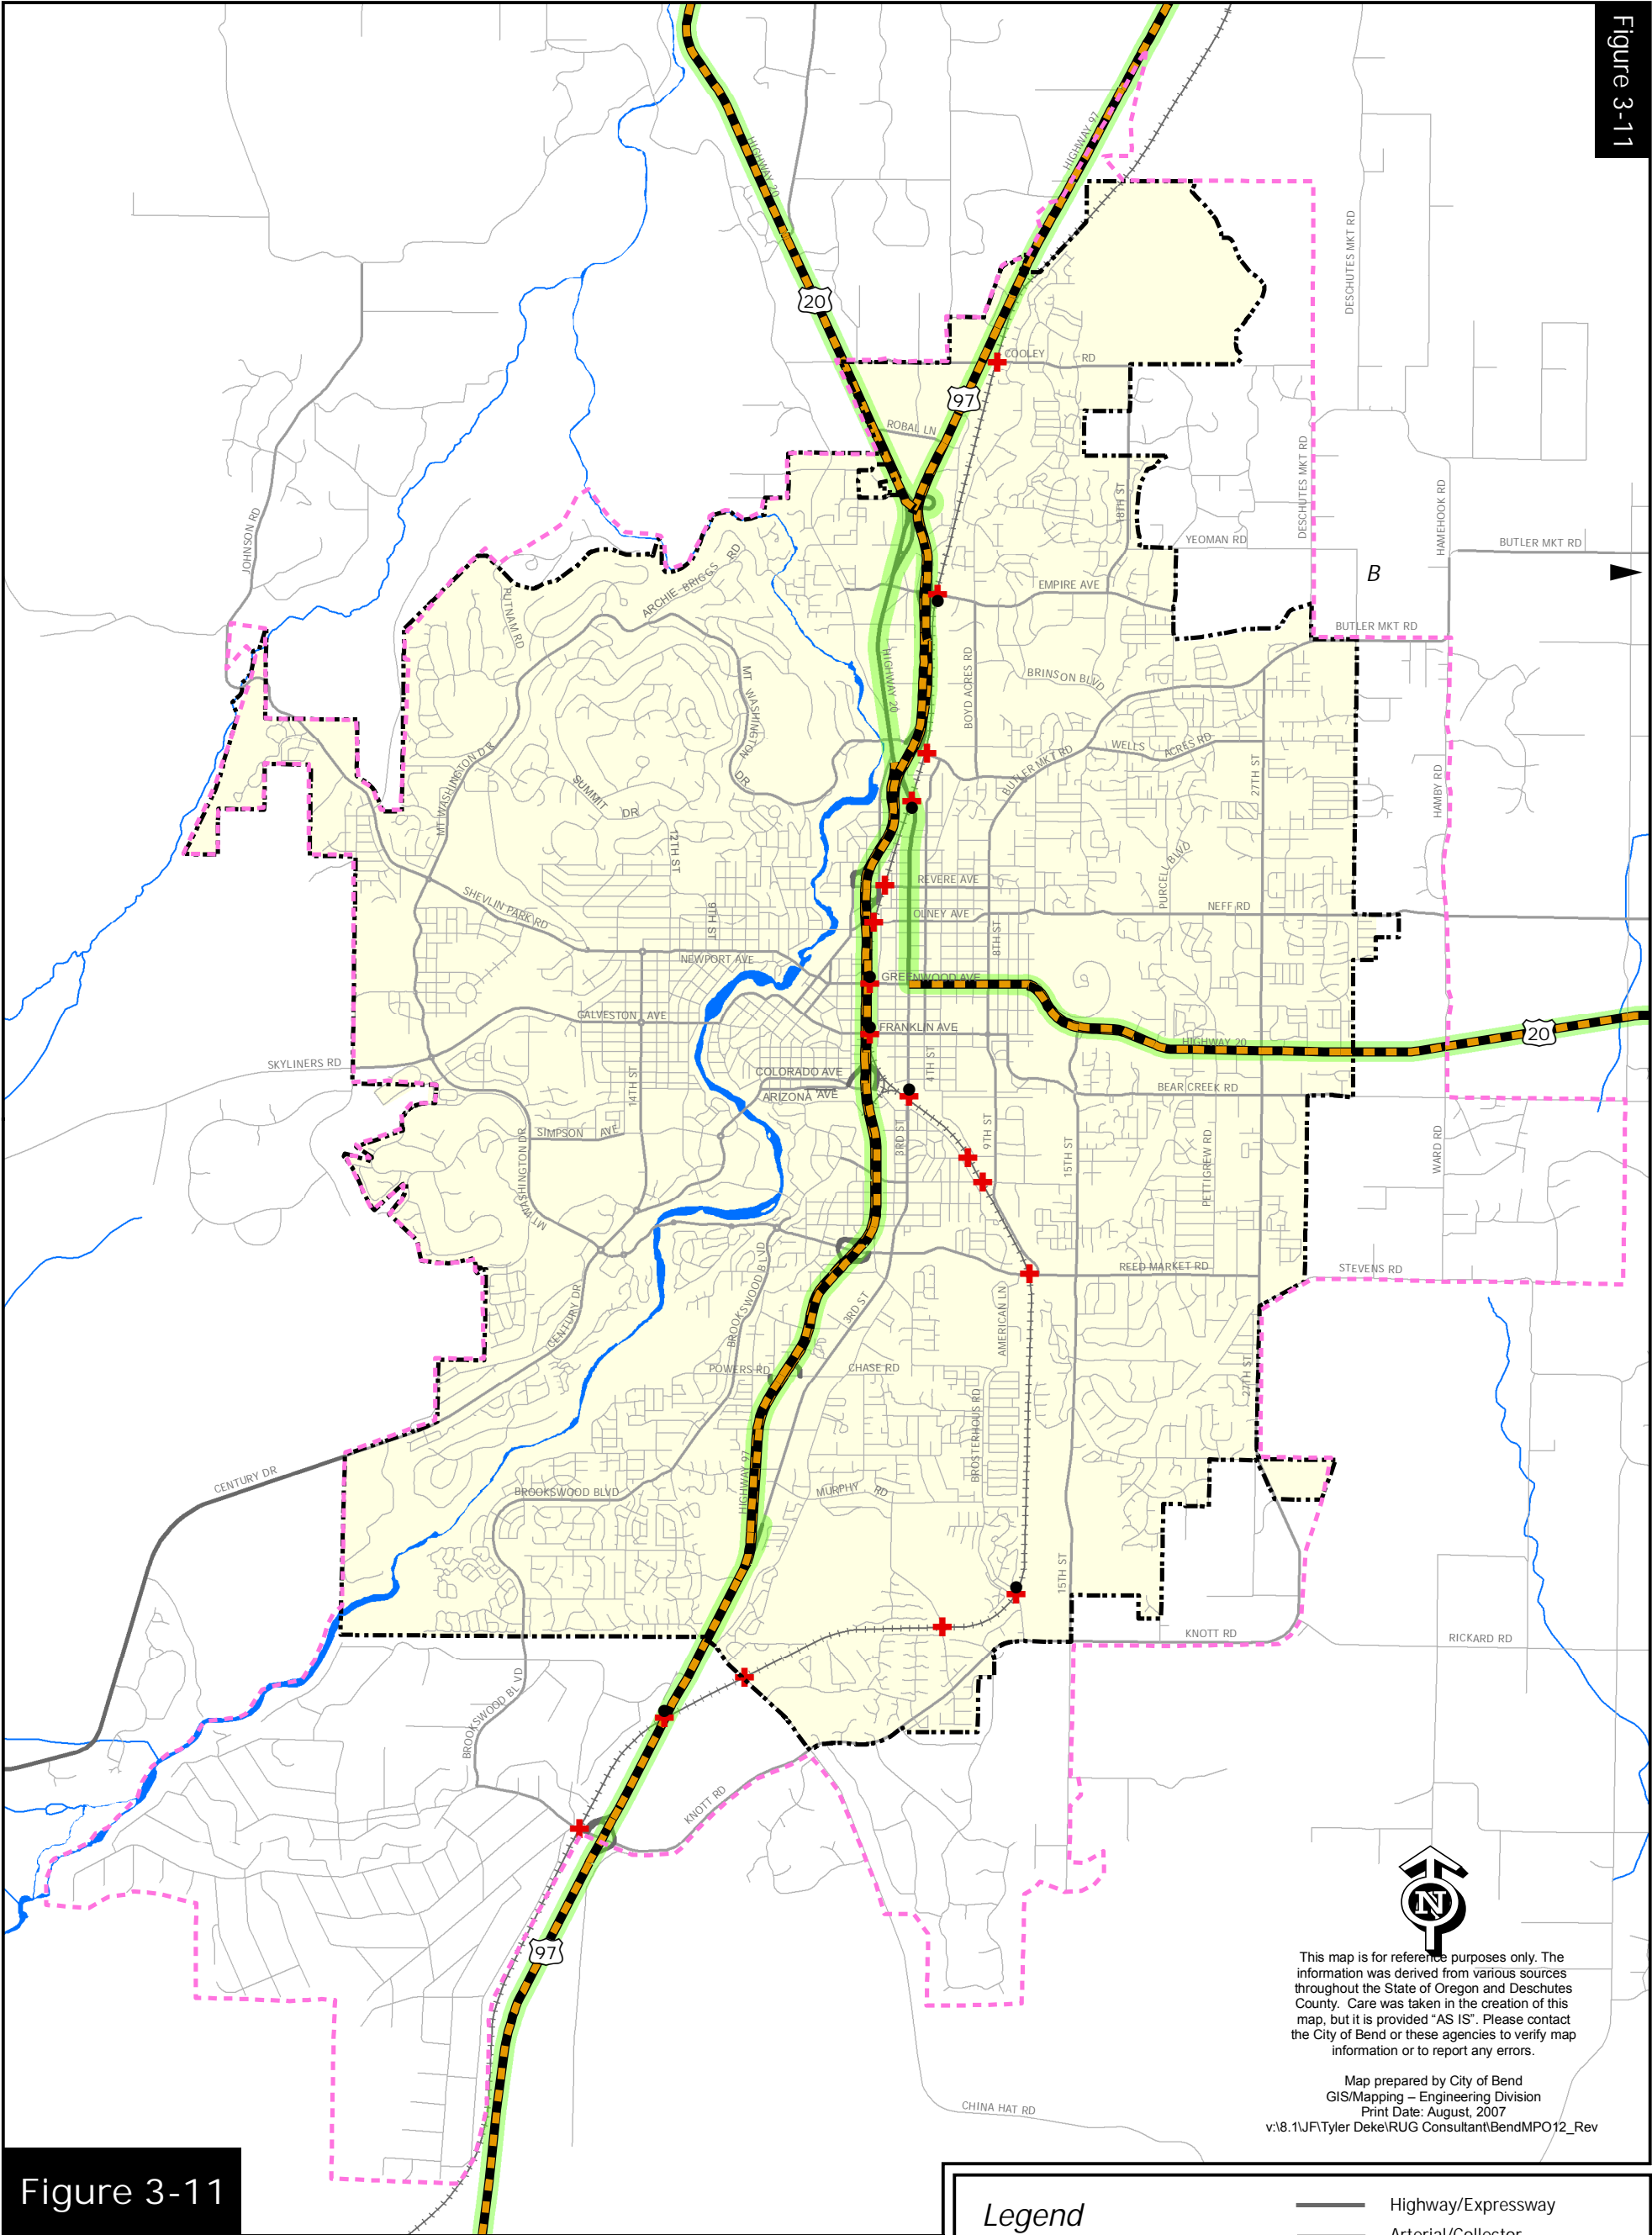 Figure 3-11
HIGHWAY 20
HIGHWAY 97
DESCHUTES MKT RD
20
COOLEY RD
97
ROBAL LN
18TH ST
DESCHUTES MKT RD
HAMEHOOK RD
JOHNSON RD
YEOMAN RD
BUTLER MKT RD
B
ARCHIE BRIGGS RD
EMPIRE AVE
PUTNAM RD
BUTLER MKT RD
HIGHWAY 20
BOYD ACRES RD
BRINSON BLVD
MT WASHINGTON DR
MT WASHINGTON DR
WELLS ACRES RD
BUTLER MKT RD
27TH ST
HAMBY RD
SUMMIT DR
12TH ST
PURCELL BLVD
REVERE AVE
SHEVLIN PARK RD
9TH ST
OLNEY AVE
NEFF RD
8TH ST
NEWPORT AVE
GREENWOOD AVE
GALVESTON AVE
FRANKLIN AVE
HIGHWAY 20
20
SKYLINERS RD
4TH ST
COLORADO AVE
14TH ST
BEAR CREEK RD
ARIZONA AVE
SIMPSON AVE
3RD ST
9TH ST
15TH ST
PETTIGREW RD
WARD RD
MT WASHINGTON DR
REED MARKET RD
STEVENS RD
BROOKSWOOD BLVD
CENTURY DR
3RD ST
AMERICAN LN
POWERS RD
CHASE RD
27TH ST
BROSTERHOUS RD
CENTURY DR
HIGHWAY 97
BROOKSWOOD BLVD
MURPHY RD
15TH ST
KNOTT RD
RICKARD RD
BROOKSWOOD BLVD
KNOTT RD
97
N
This map is for reference purposes only. The
information was derived from various sources
throughout the State of Oregon and Deschutes
County. Care was taken in the creation of this
map, but it is provided “AS IS”. Please contact
the City of Bend or these agencies to verify map
information or to report any errors.
Map prepared by City of Bend
GIS/Mapping – Engineering Division
Print Date: August, 2007
v:\8.1\JF\Tyler Deke\RUG Consultant\BendMPO12_Rev
CHINA HAT RD
Figure 3-11
Legend
Highway/Expressway
Arterial/Collector